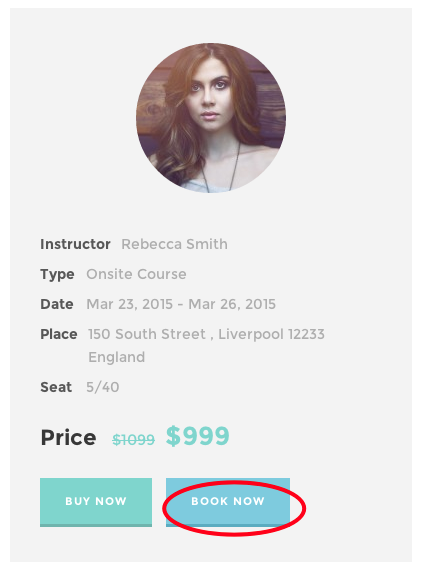 Instructor Rebecca Smith
Type Onsite Course
Date Mar 23, 2015 - Mar 26, 2015
Place 150 South Street , Liverpool 12233
England
Seat 5/40
Price $1099 $999
BUY NOW BOOK NOW